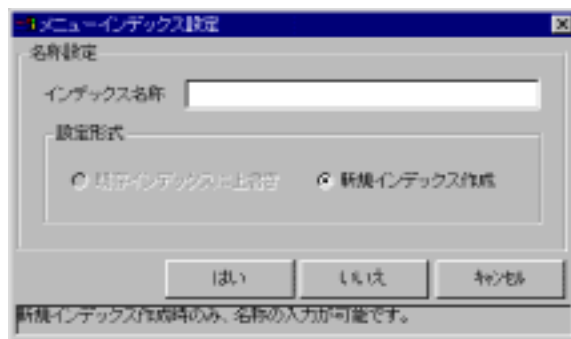 メニューインデックス設定
名称設定
インデックス名称
設定形式
既存インデックスに上書き
新規インデックス作成
はい
いいえ
キャンセル
新規インデックス作成時のみ、名称の入力が可能です。